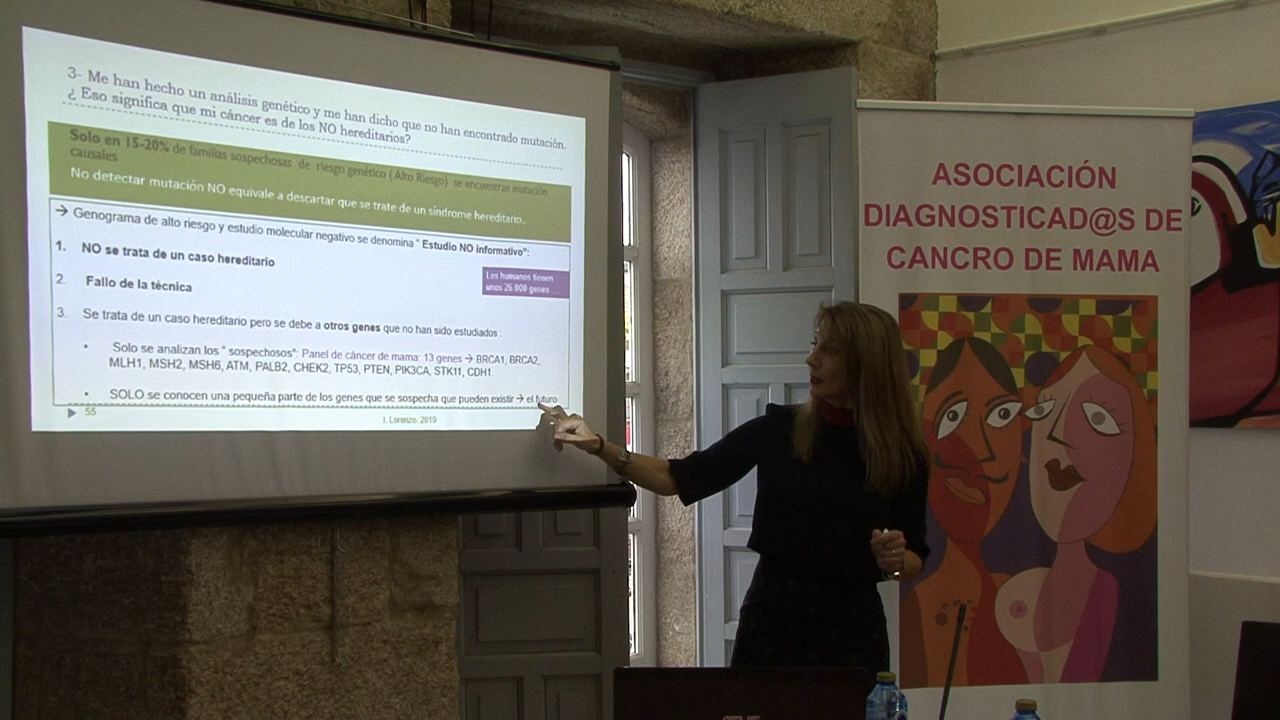 3- Me han hecho un análisis genético y me han dicho que no han encontrado mutación.
¿ Eso significa que mi cáncer es de los NO hereditarios?
Solo en 15-20% de familias sospechosas de riesgo genético ( Alto Riesgo) se encuentran mutación
causales
No detectar mutación NO equivale a descartar que se trate de un síndrome hereditario..
→ Genograma de alto riesgo y estudio molecular negativo se denomina " Estudio NO Informativo":
1. NO se trata de un caso hereditario
Los humanos tienen
unos 26.000 genes ...
2. Fallo de la técnica
3. Se trata de un caso hereditario pero se debe a otros genes que no han sido estudiados :
• Solo se analizan los " sospechosos": Panel de cáncer de mama: 13 genes → BRCA1, BRCA2,
MLH1, MSH2, MSH6, ATM, PALB2, CHEK2, TP53, PTEN, PIK3CA, STK11, CDH1.
• SOLO se conocen una pequeña parte de los genes que se sospecha que pueden existir → el futuro
55
I. Lorenzo. 2019
ASOCIACIÓN
DIAGNOSTICAD@S DE
CANCRO DE MAMA
ASUS